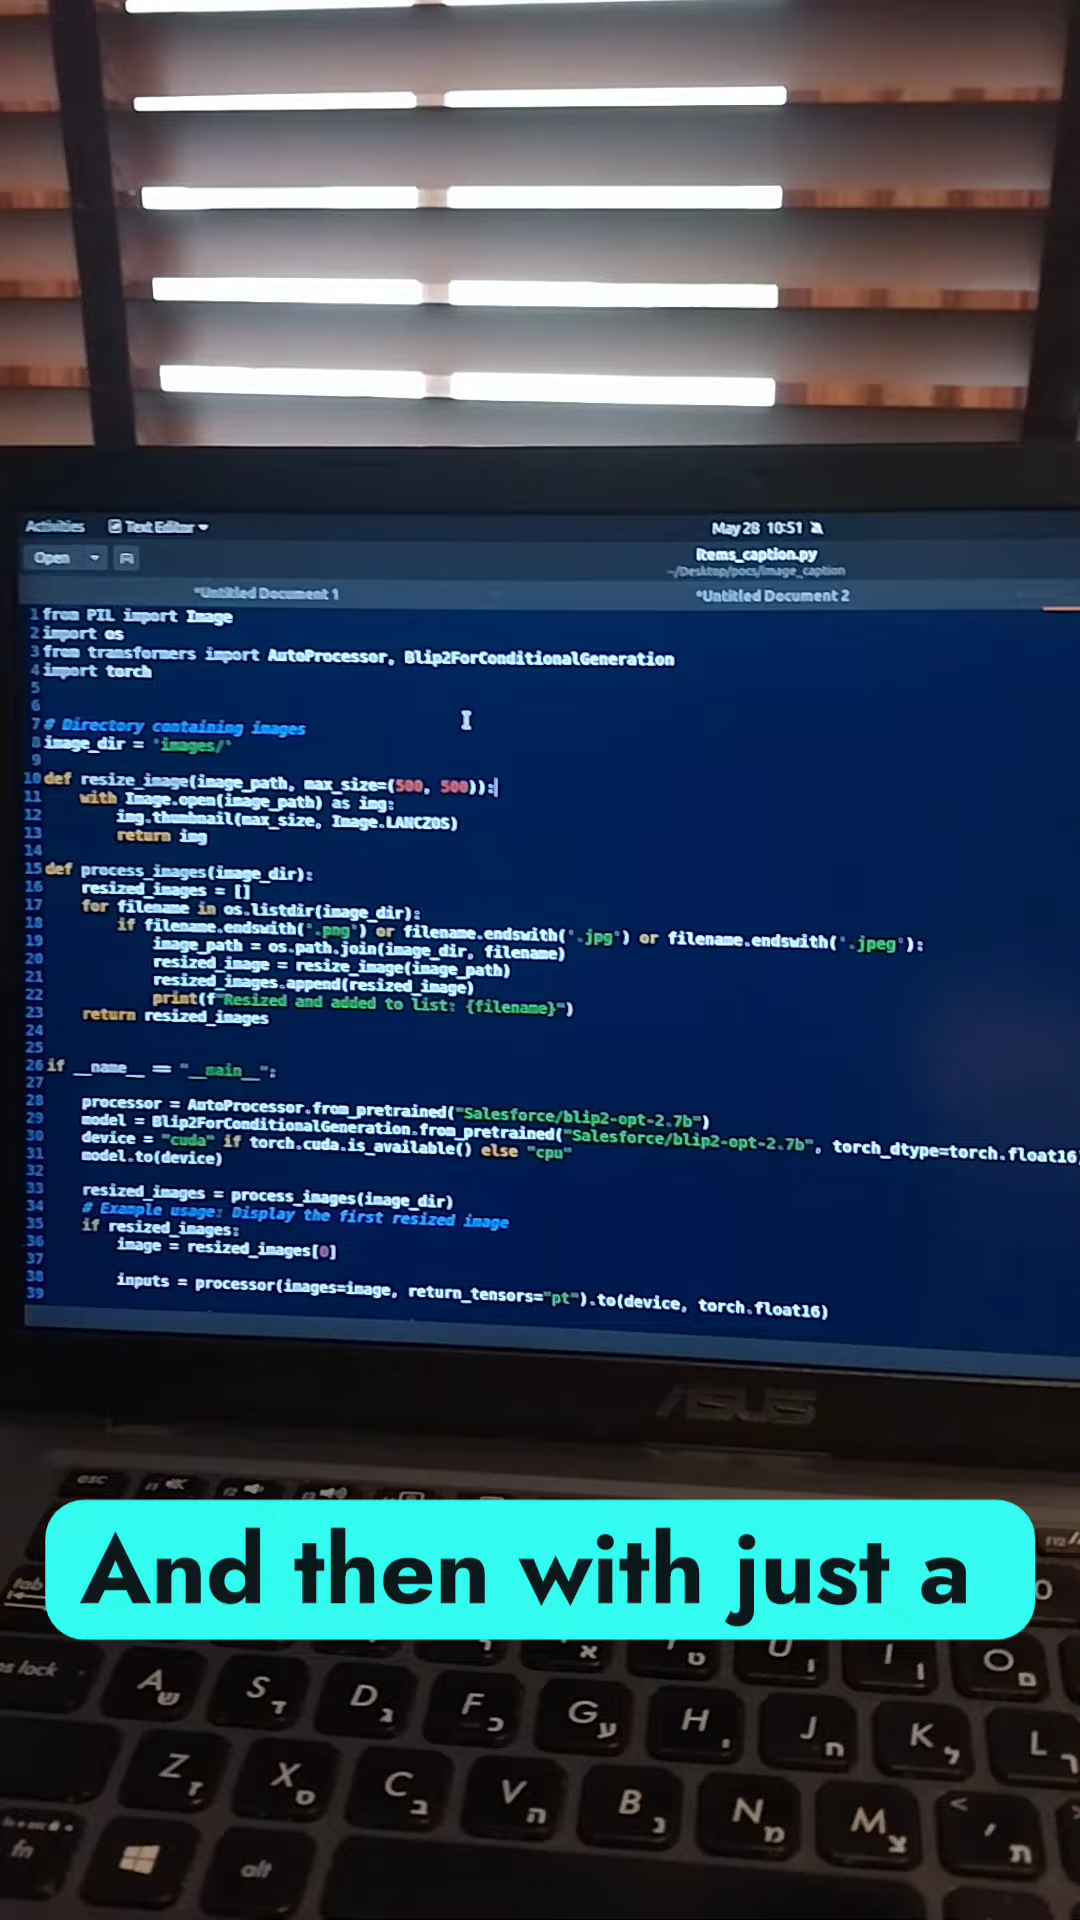 Activities Text Editor May 28 10:51
Open
Items_caption.py
~/Desktop/pocs/image_caption
*Untitled Document 1 *Untitled Document 2
1 from PIL import Image
2 import os
3 from transformers import AutoProcessor, Blip2ForConditionalGeneration
4 import torch
5
6
7 # Directory containing images
8 image_dir = 'images/'
9
10 def resize_image(image_path, max_size=(500, 500)):
11 with Image.open(image_path) as img:
12 img.thumbnail(max_size, Image.LANCZOS)
13 return img
14
15 def process_images(image_dir):
16 resized_images = []
17 for filename in os.listdir(image_dir):
18 if filename.endswith('.png') or filename.endswith('.jpg') or filename.endswith('.jpeg'):
19 image_path = os.path.join(image_dir, filename)
20 resized_image = resize_image(image_path)
21 resized_images.append(resized_image)
22 print(f"Resized and added to list: {filename}")
23 return resized_images
24
25
26 if __name__ == "__main__":
27
28 processor = AutoProcessor.from_pretrained("Salesforce/blip2-opt-2.7b")
29 model = Blip2ForConditionalGeneration.from_pretrained("Salesforce/blip2-opt-2.7b", torch_dtype=torch.float16)
30 device = "cuda" if torch.cuda.is_available() else "cpu"
31 model.to(device)
32
33 resized_images = process_images(image_dir)
34 # Example usage: Display the first resized image
35 if resized_images:
36 image = resized_images[0]
37
38 inputs = processor(images=image, return_tensors="pt").to(device, torch.float16)
39
ASUS
esc F1 F2
And then with just a
tab
O ם
A ש S ד D ג F כ G ע H י J ח K ל L
Z ז X ס C ב V ה B נ N מ M צ < ' ת
fn alt